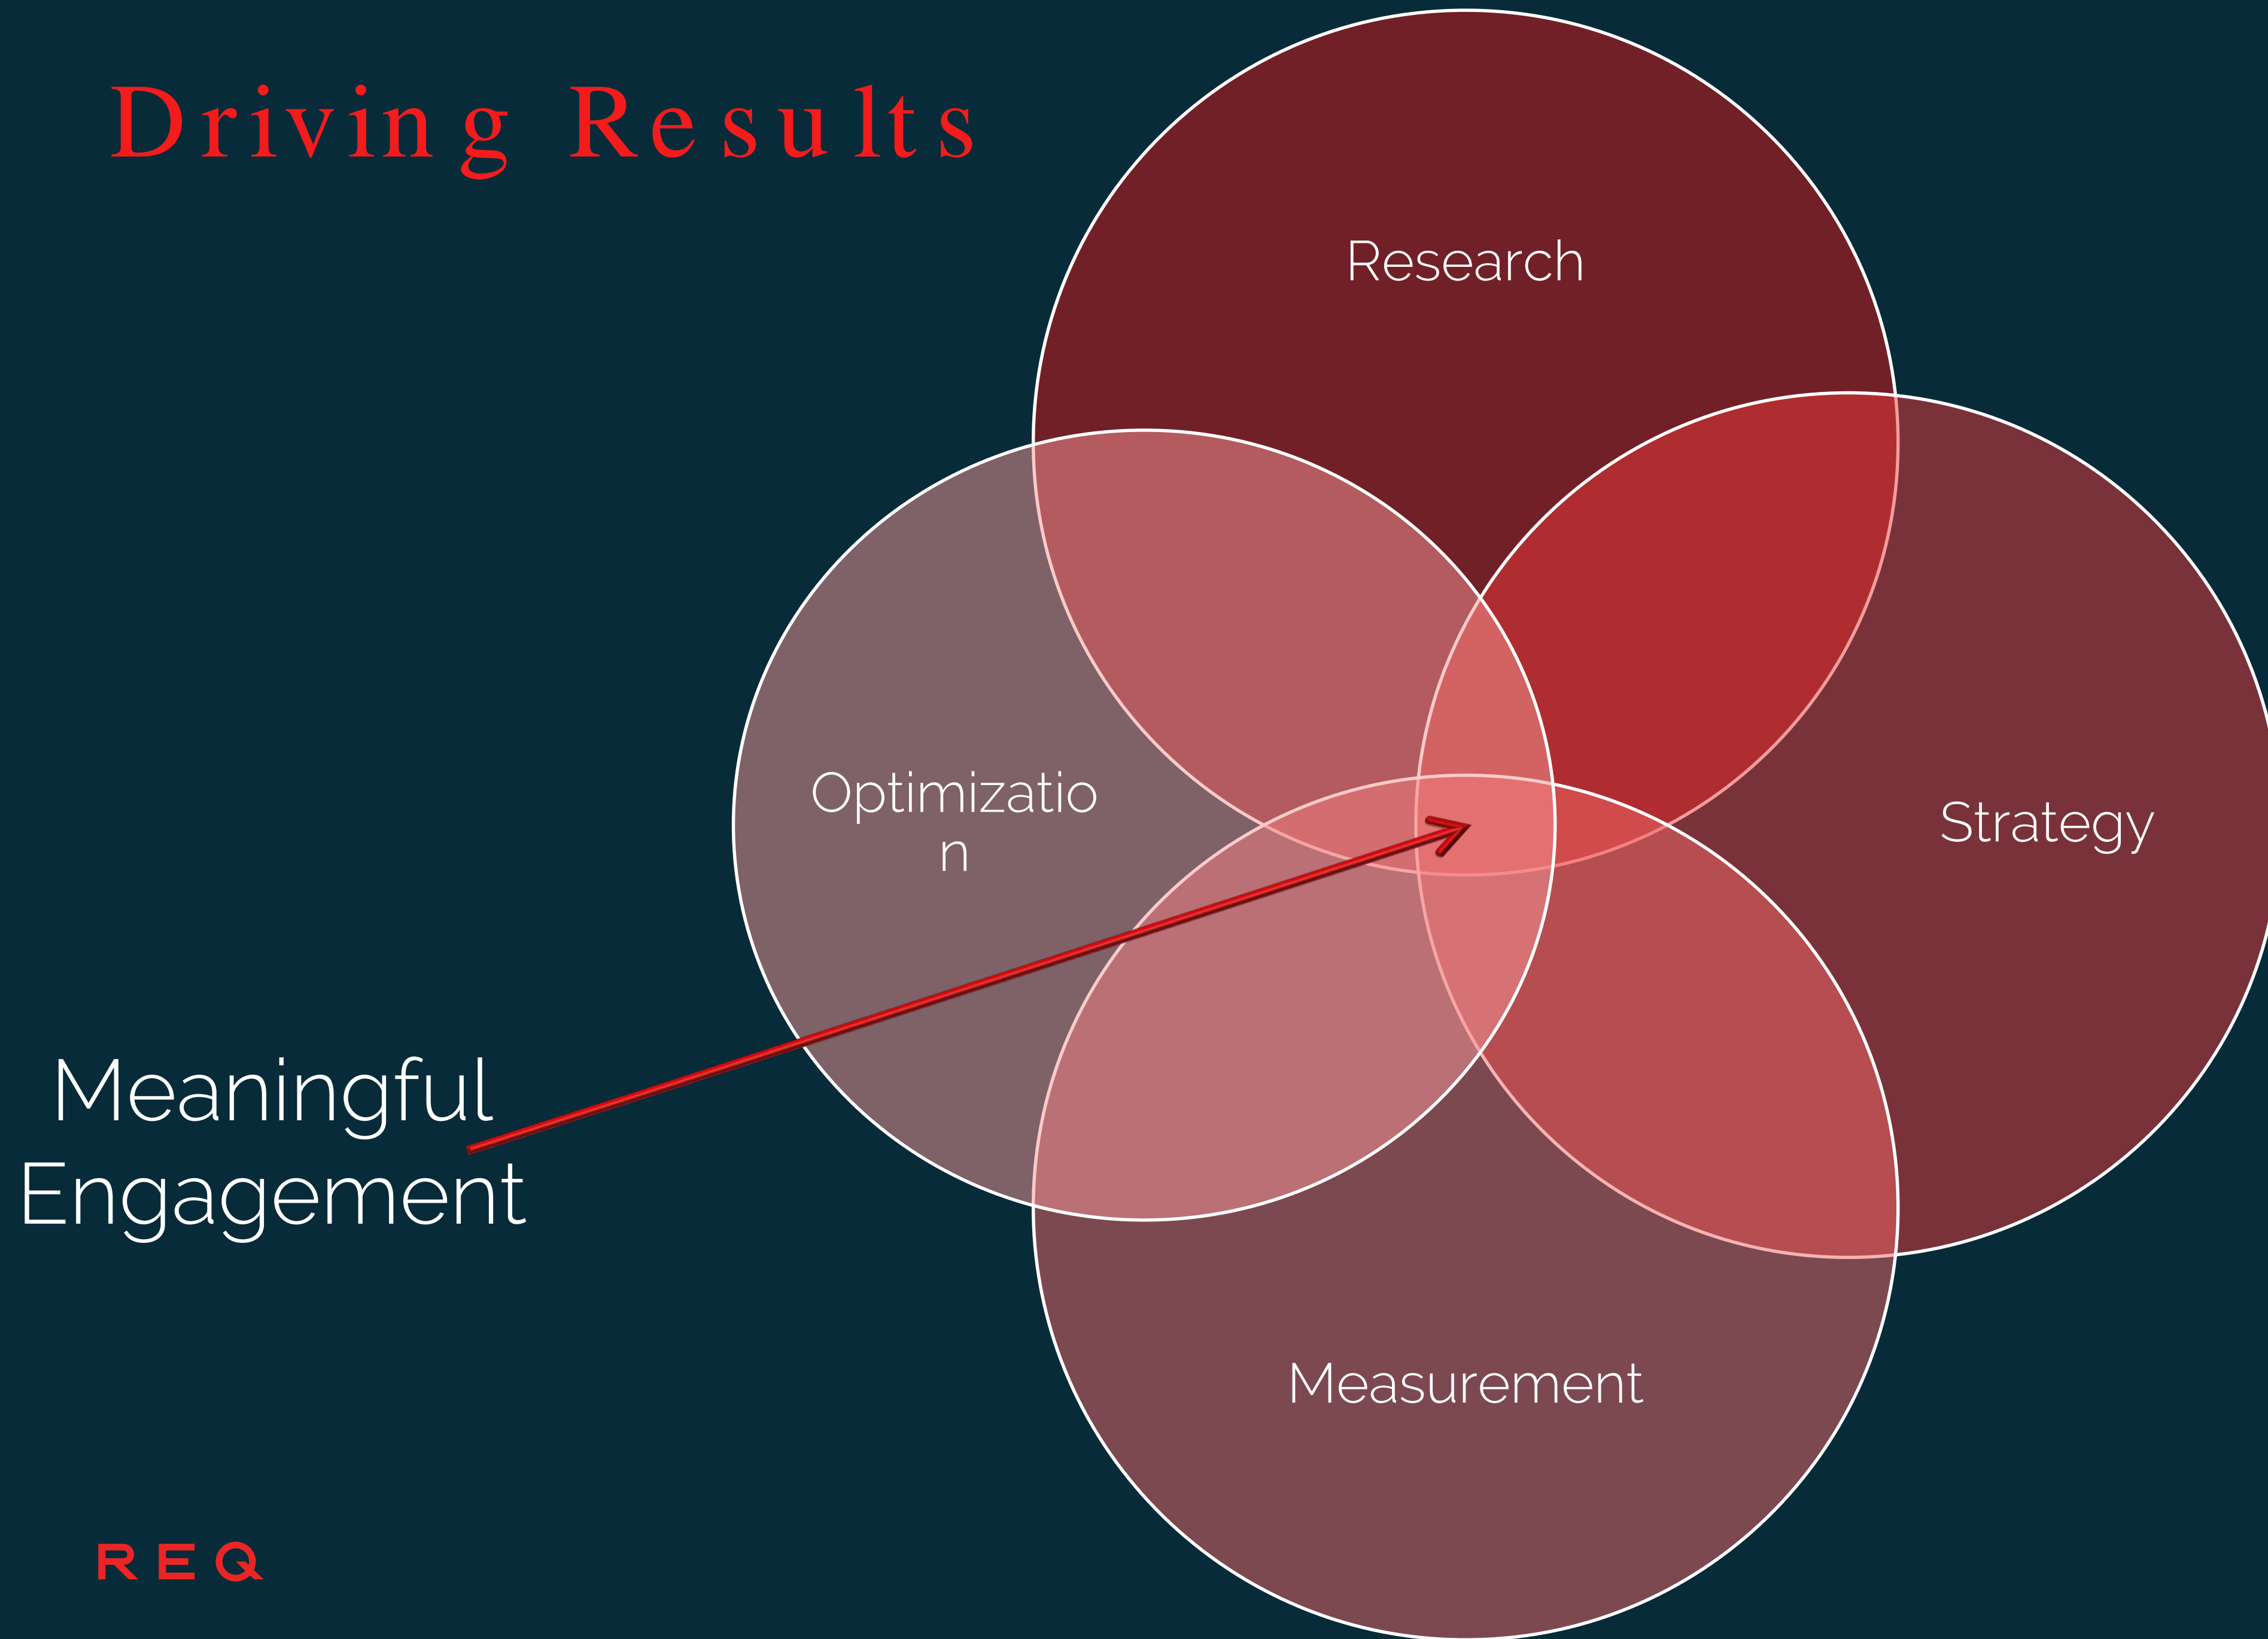 Driving Results
Research
Optimizatio
n
Strategy
Meaningful
Engagement
Measurement
REQ